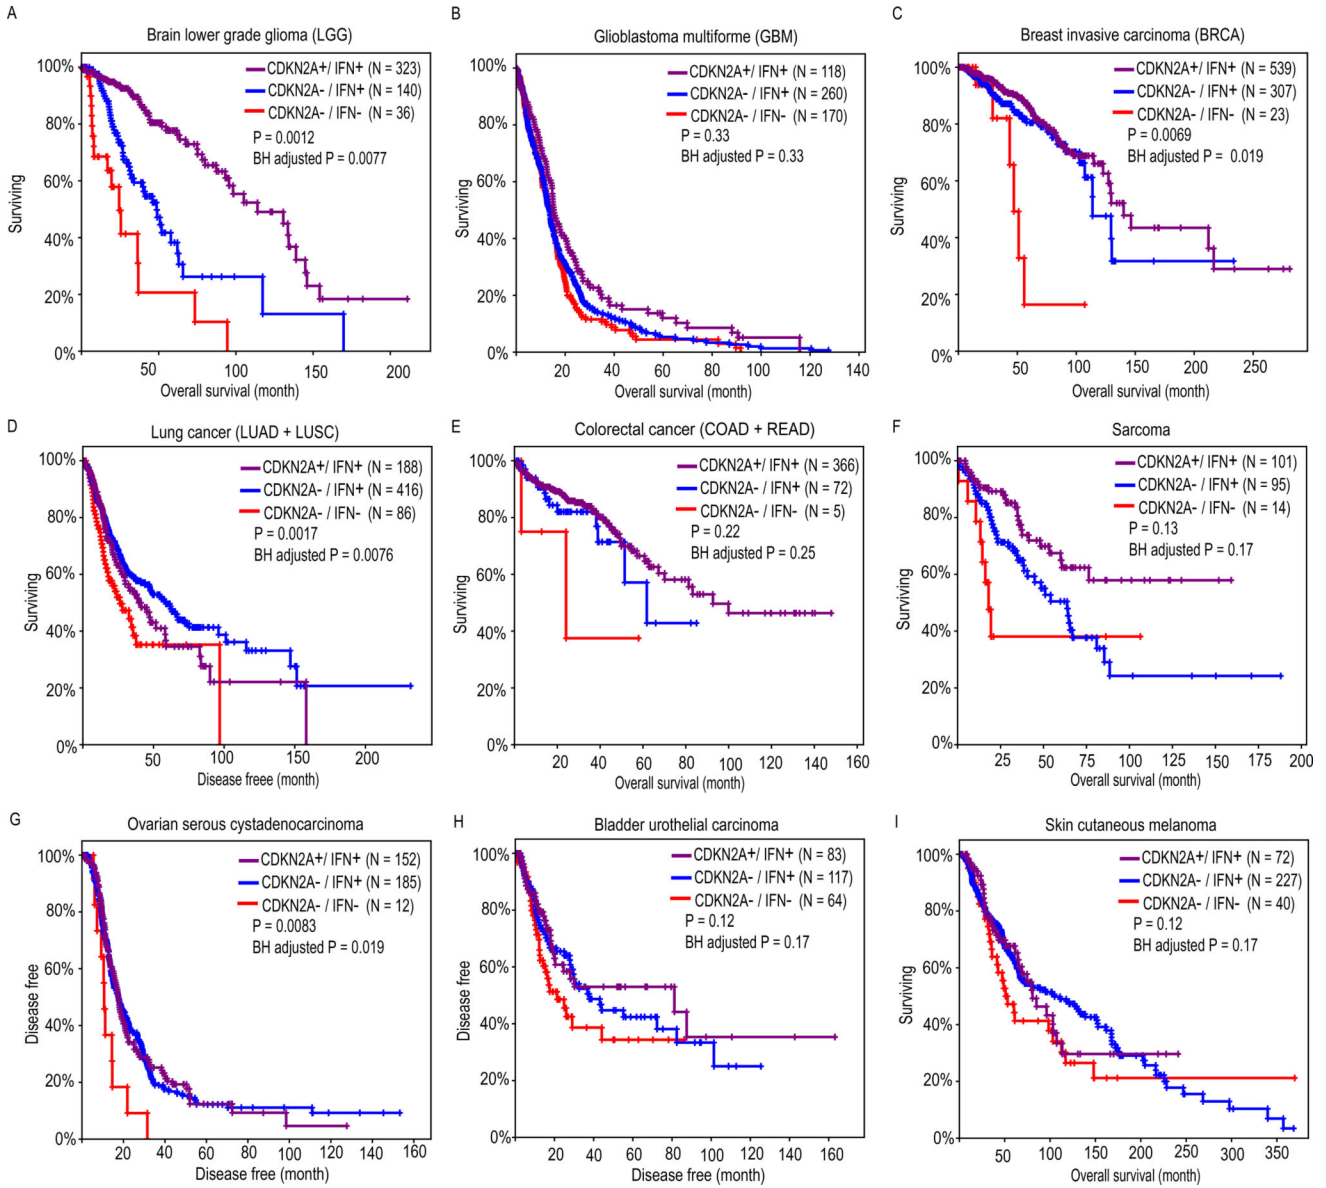 A
Brain lower grade glioma (LGG)
100%
80%
60%
40%
20%
0%
Surviving
CDKN2A+/ IFN+ (N = 323)
CDKN2A- / IFN+ (N = 140)
CDKN2A- / IFN- (N = 36)
P = 0.0012
BH adjusted P = 0.0077
50 100 150 200
Overall survival (month)
B
Glioblastoma multiforme (GBM)
100%
80%
60%
40%
20%
0%
Surviving
CDKN2A+/ IFN+ (N = 118)
CDKN2A- / IFN+ (N = 260)
CDKN2A- / IFN- (N = 170)
P = 0.33
BH adjusted P = 0.33
20 40 60 80 100 120 140
Overall survival (month)
C
Breast invasive carcinoma (BRCA)
100%
80%
60%
40%
20%
0%
Surviving
CDKN2A+/ IFN+ (N = 539)
CDKN2A- / IFN+ (N = 307)
CDKN2A- / IFN- (N = 23)
P = 0.0069
BH adjusted P = 0.019
50 100 150 200 250
Overall survival (month)
D
Lung cancer (LUAD + LUSC)
100%
80%
60%
40%
20%
0%
Surviving
CDKN2A+/ IFN+ (N = 188)
CDKN2A- / IFN+ (N = 416)
CDKN2A- / IFN- (N = 86)
P = 0.0017
BH adjusted P = 0.0076
50 100 150 200
Disease freee (month)
E
Colorectal cancer (COAD + READ)
100%
80%
60%
40%
20%
0%
Surviving
CDKN2A+/ IFN+ (N = 366)
CDKN2A- / IFN+ (N = 72)
CDKN2A- / IFN- (N = 5)
P = 0.22
BH adjusted P = 0.25
20 40 60 80 100 120 140 160
Overall survival (month)
F
Sarcoma
100%
80%
60%
40%
20%
0%
Surviving
CDKN2A+/ IFN+ (N = 101)
CDKN2A- / IFN+ (N = 95)
CDKN2A- / IFN- (N = 14)
P = 0.13
BH adjusted P = 0.17
25 50 75 100 125 150 175 200
Overall survival (month)
G
Ovarian serous cystadenocarcinoma
100%
80%
60%
40%
20%
0%
Disease free
CDKN2A+/ IFN+ (N = 152)
CDKN2A- / IFN+ (N = 185)
CDKN2A- / IFN- (N = 12)
P = 0.0083
BH adjusted P = 0.019
20 40 60 80 100 120 140 160
Disease free (month)
H
Bladder urothelial carcinoma
100%
80%
60%
40%
20%
0%
Disease free
CDKN2A+/ IFN+ (N = 83)
CDKN2A- / IFN+ (N = 117)
CDKN2A- / IFN- (N = 64)
P = 0.12
BH adjusted P = 0.17
20 40 60 80 100 120 140 160
Disease free (month)
I
Skin cutaneous melanoma
100%
80%
60%
40%
20%
0%
Surviving
CDKN2A+/ IFN+ (N = 72)
CDKN2A- / IFN+ (N = 227)
CDKN2A- / IFN- (N = 40)
P = 0.12
BH adjusted P = 0.17
50 100 150 200 250 300 350
Overall survival (month)